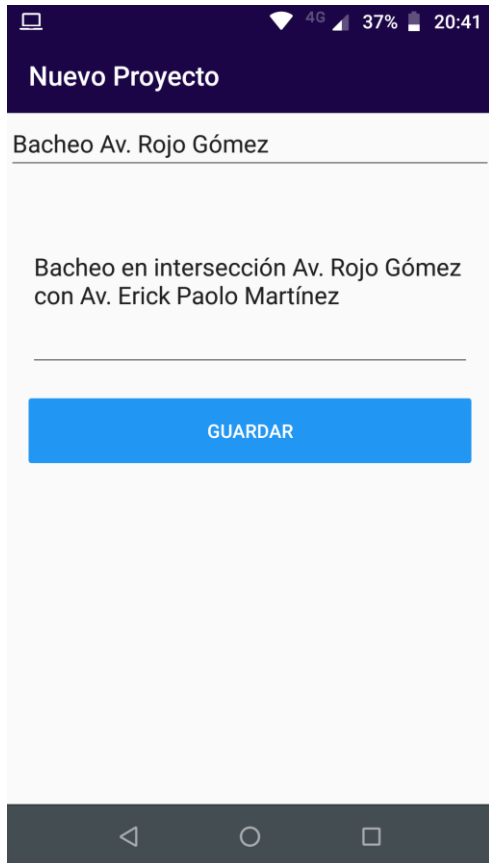 4G 37% 20:41
Nuevo Proyecto
Bacheo Av. Rojo Gómez
Bacheo en intersección Av. Rojo Gómez
con Av. Erick Paolo Martínez
GUARDAR